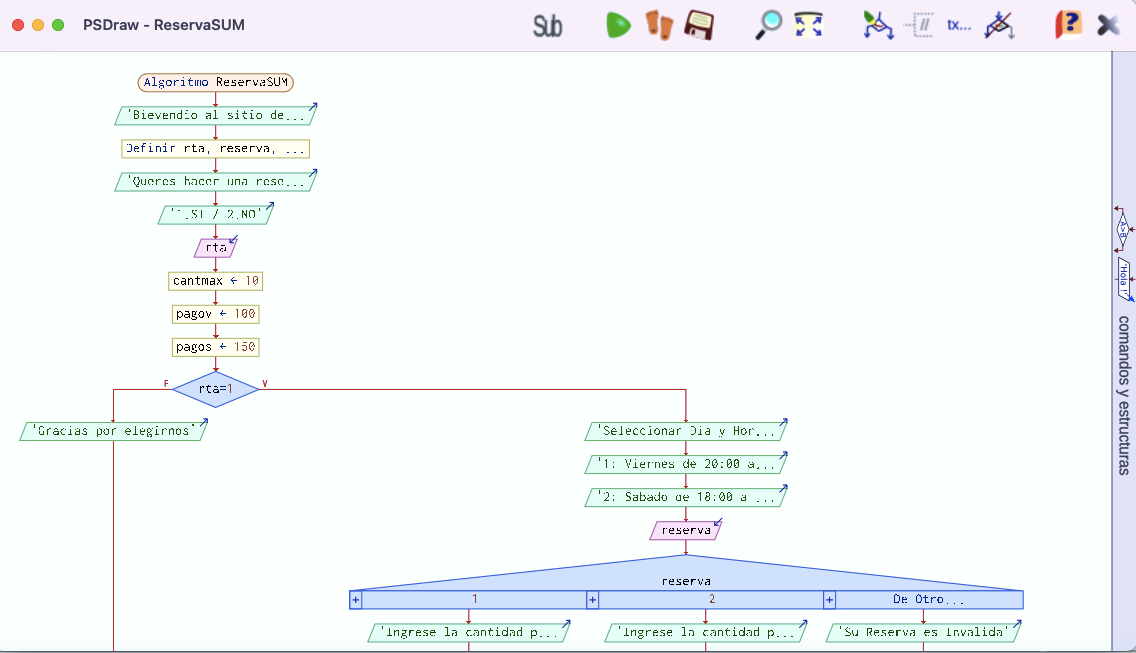 PSDraw - ReservaSUM
Sub
tx...
Algoritmo ReservaSUM
'Bievendio al sitio de...
Definir rta, reserva, ...
'Queres hacer una rese...
'1.SI / 2.NO'
rta
cantmax ← 10
pagov ← 100
pagos ← 150
F
V
rta=1
'Gracias por elegirnos'
'Seleccionar Dia y Hor...
'1: Viernes de 20:00 a...
'2: Sabado de 18:00 a ...
reserva
reserva
+ 1 + 2 + De Otro...
'Ingrese la cantidad p...
'Ingrese la cantidad p...
'Su Reserva es Invalida'
A>B
'Hola !'
comandos y estructuras